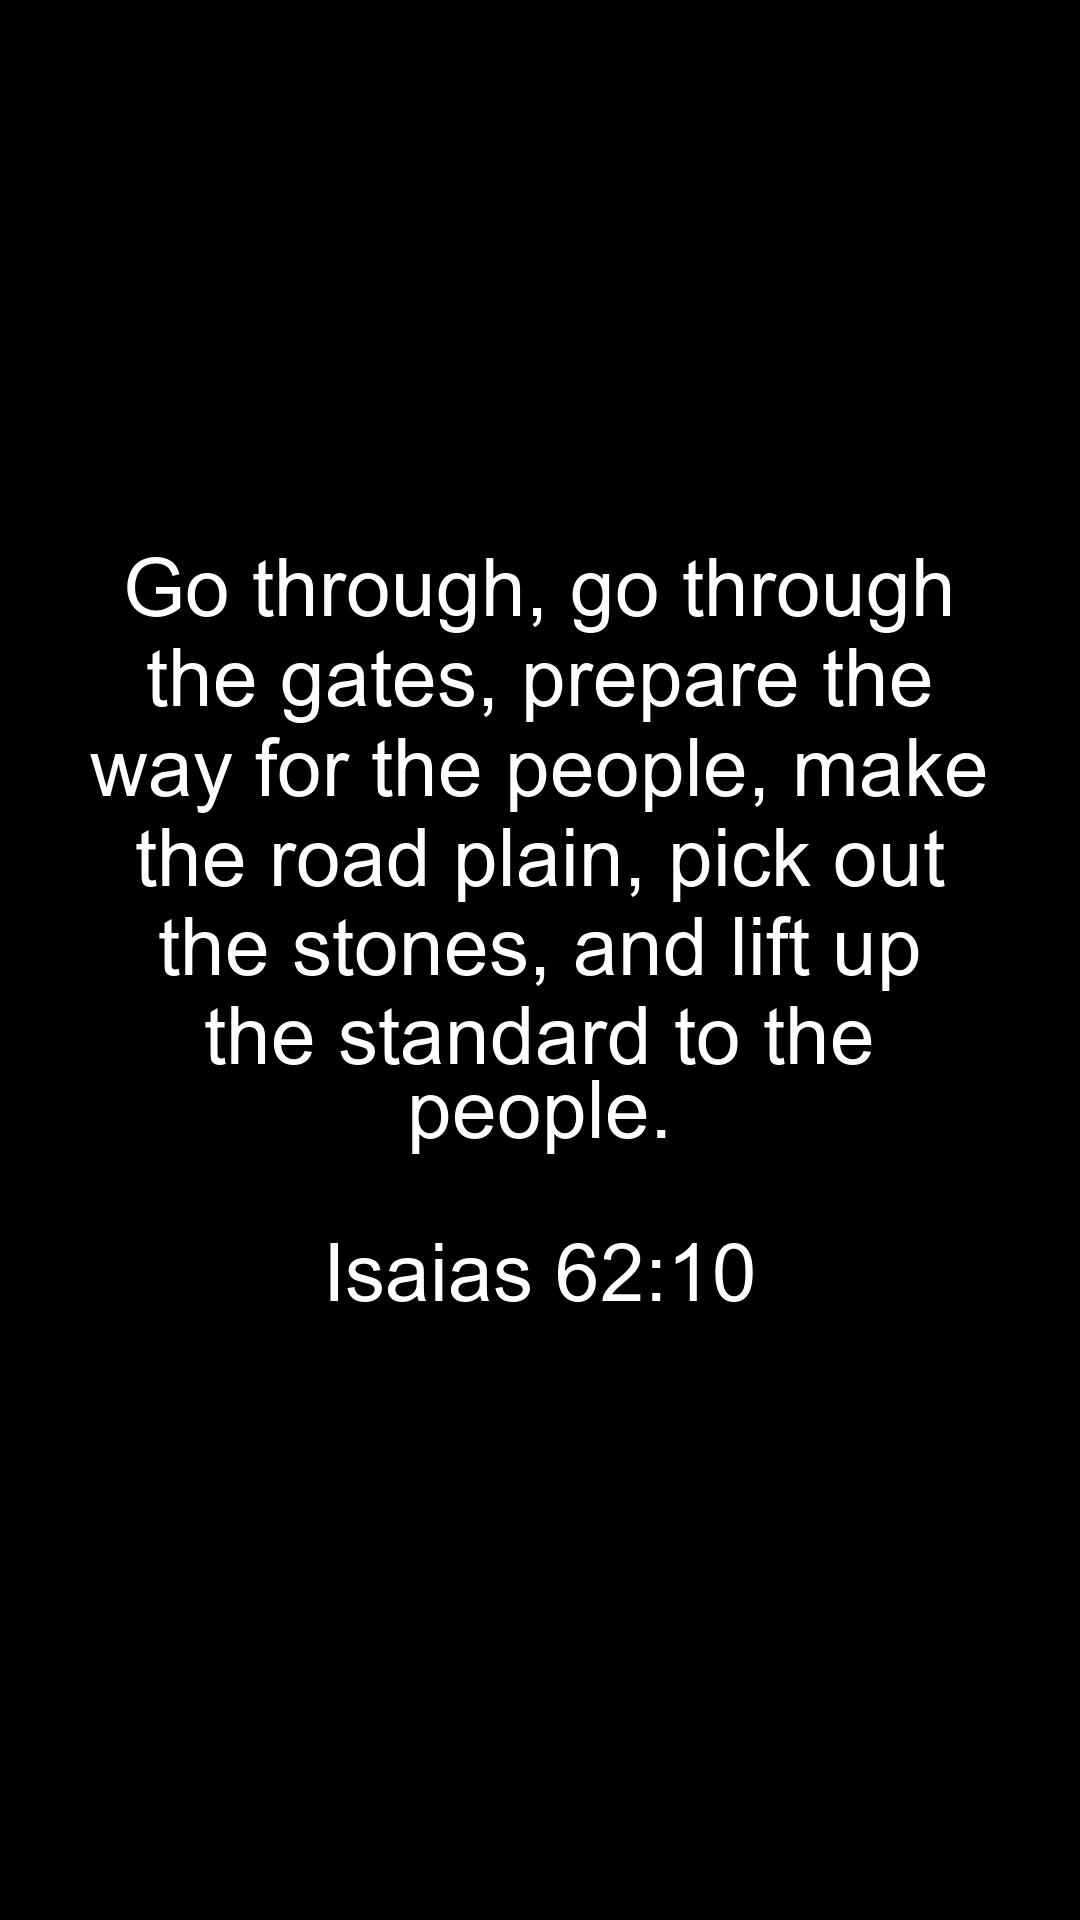 Go through, go through
the gates, prepare the
way for the people, make
the road plain, pick out
the stones, and lift up
the standard to the
people.
Isaias 62:10